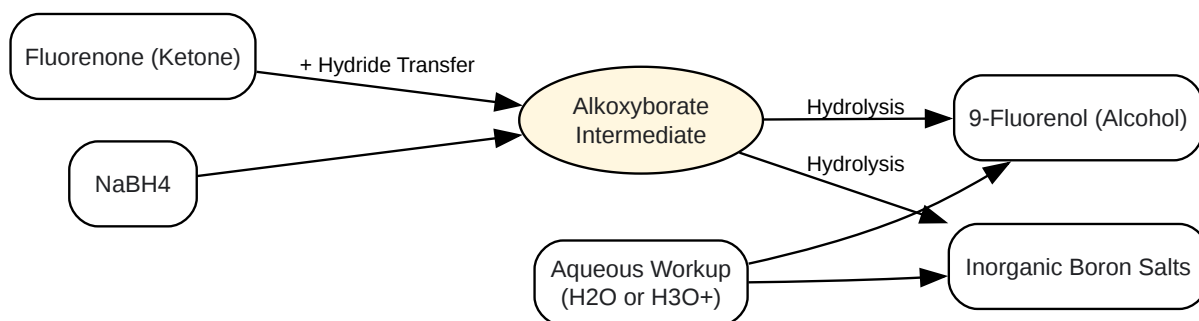 Fluorenone (Ketone)
+ Hydride Transfer
NaBH4
Alkoxyborate
Intermediate
Hydrolysis
Hydrolysis
9-Fluorenol (Alcohol)
Aqueous Workup
(H2O or H3O+)
Inorganic Boron Salts